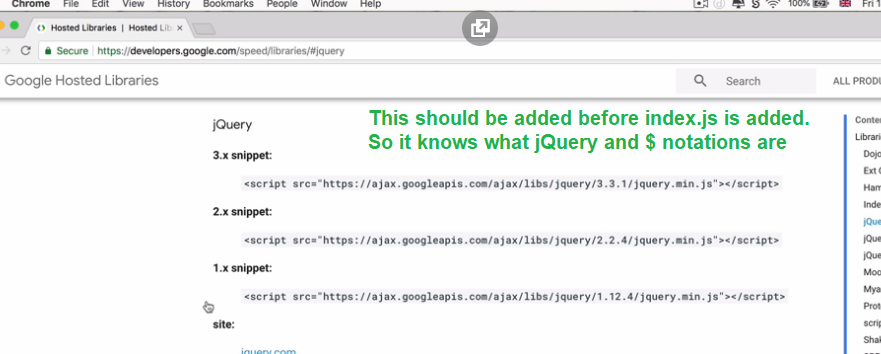 Chrome File Edit View History Bookmarks People Window Help 100% Fri 1
Hosted Libraries | Hosted Lib
Secure https://developers.google.com/speed/libraries/#jquery
Google Hosted Libraries Search ALL PRODU
This should be added before index.js is added.
So it knows what jQuery and $ notations are
jQuery
3.x snippet:
<script src="https://ajax.googleapis.com/ajax/libs/jquery/3.3.1/jquery.min.js"></script>
2.x snippet:
<script src="https://ajax.googleapis.com/ajax/libs/jquery/2.2.4/jquery.min.js"></script>
1.x snippet:
<script src="https://ajax.googleapis.com/ajax/libs/jquery/1.12.4/jquery.min.js"></script>
site:
jquery.com
Conte
Librari
Dojo
Ext C
Ham
Inde
jQue
jQue
jQue
Moo
Mya
Prot
scrip
Shak